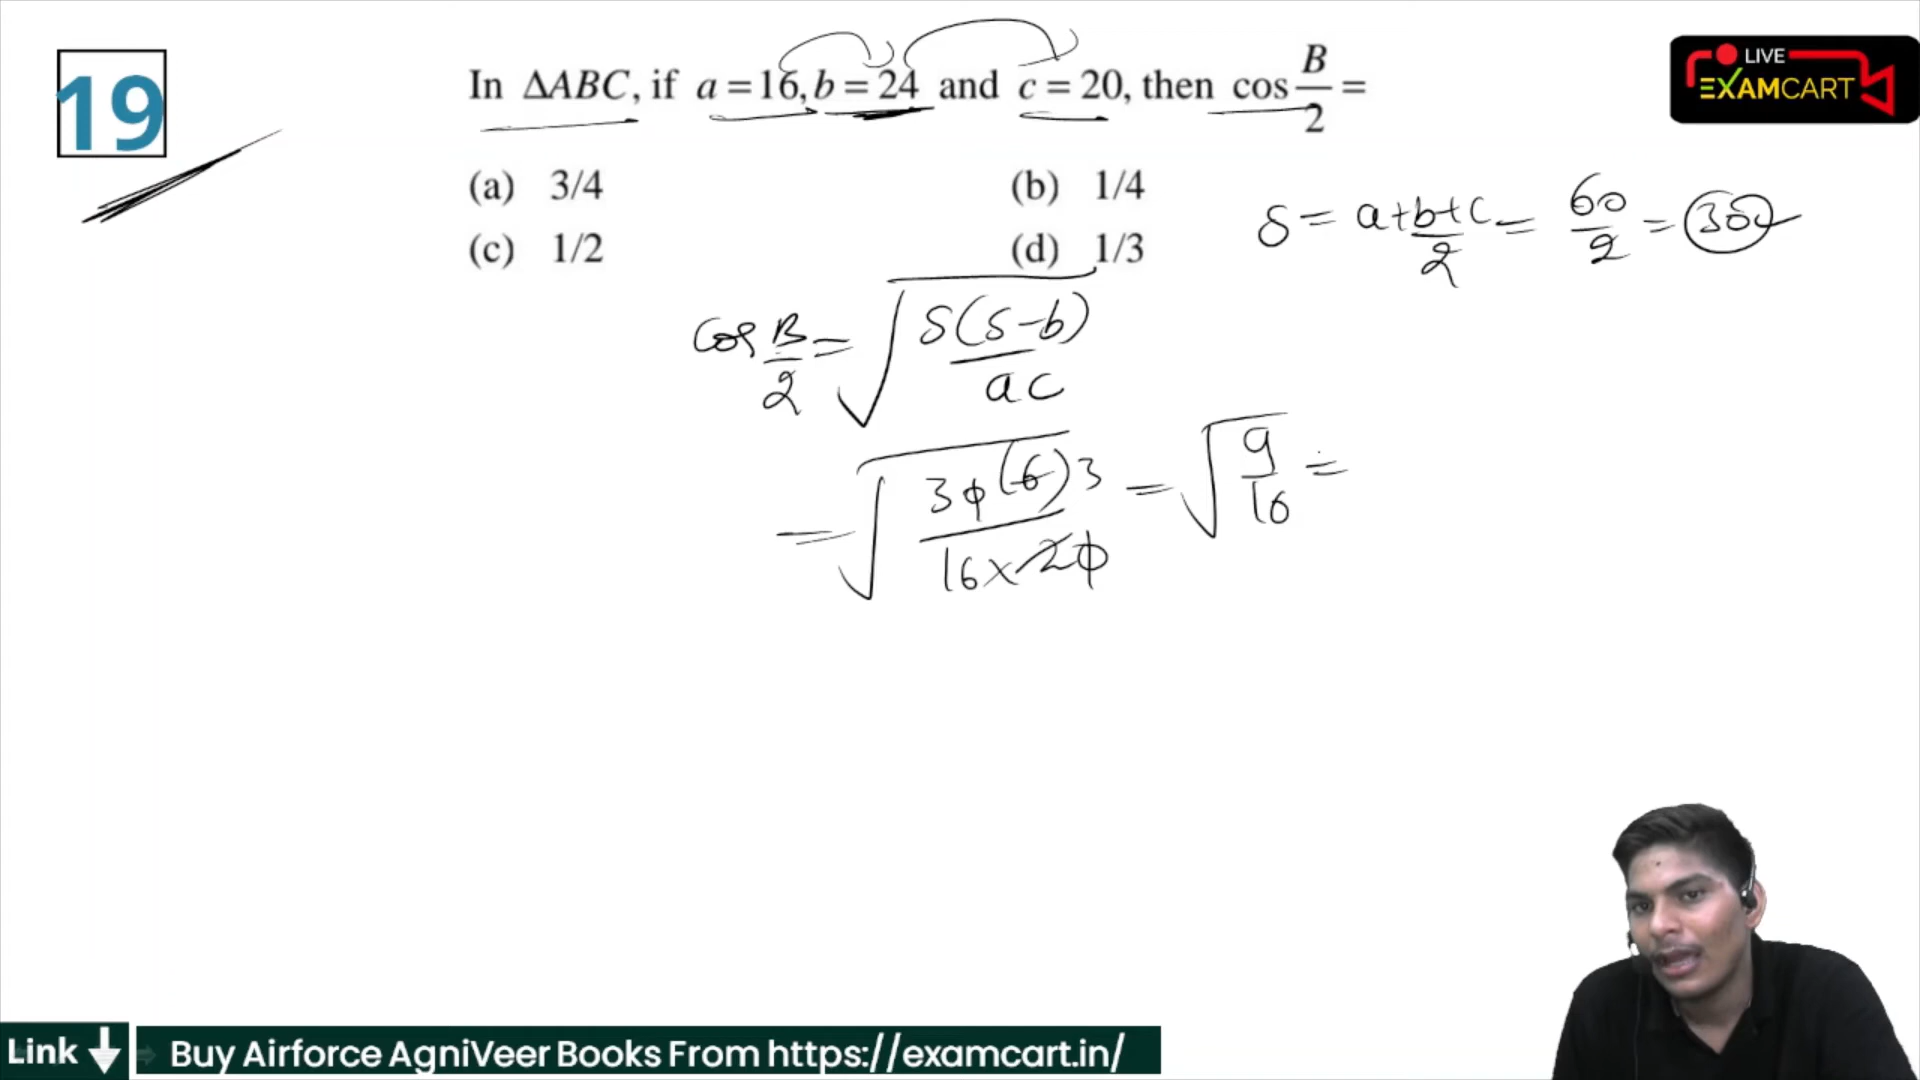 19
In ΔABC, if a = 16, b = 24 and c = 20, then cos B/2 =
LIVE
EXAMCART
(a) 3/4
(b) 1/4
(c) 1/2
(d) 1/3
s = a+b+c/2 = 60/2 = 30
cos B/2 = √s(s-b)/ac
= √30(6)3/16×20 = √9/16 =
Link
Buy Airforce AgniVeer Books From https://examcart.in/